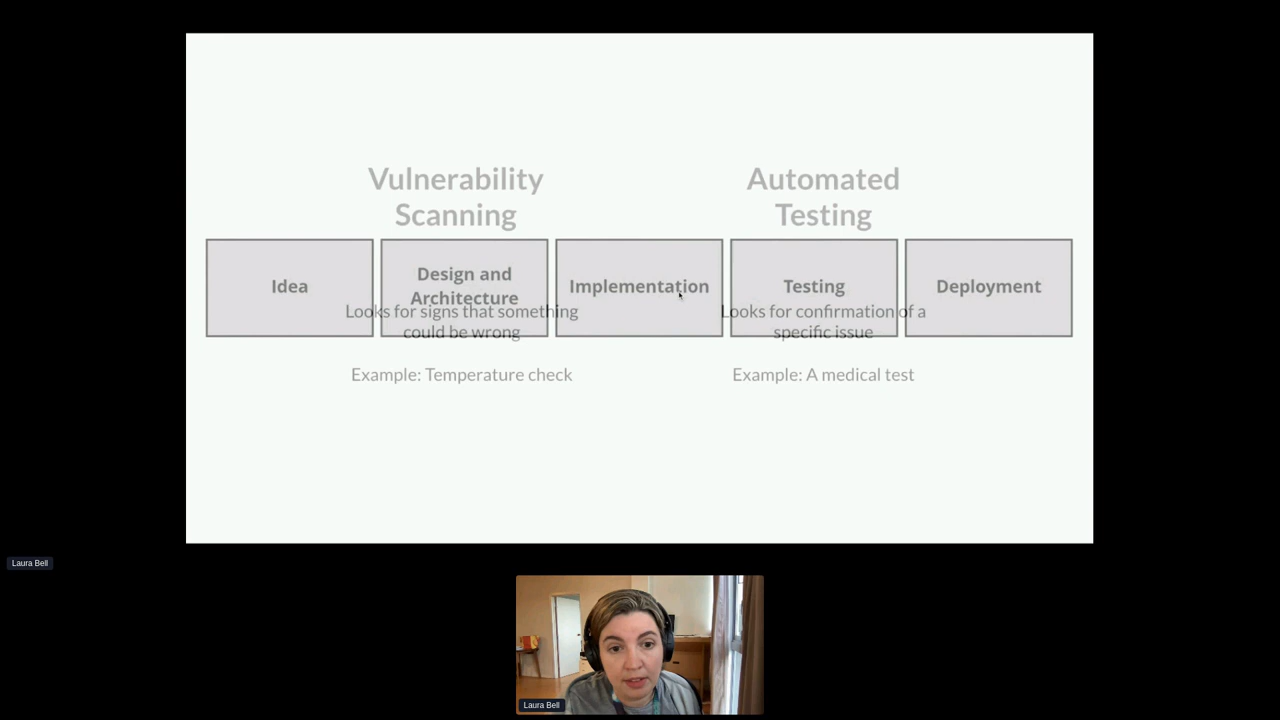 Vulnerability
Scanning
Automated
Testing
Idea
Design and
Architecture
Implementation
Testing
Deployment
Looks for signs that something
could be wrong
Looks for confirmation of a
specific issue
Example: Temperature check
Example: A medical test
Laura Bell
Laura Bell